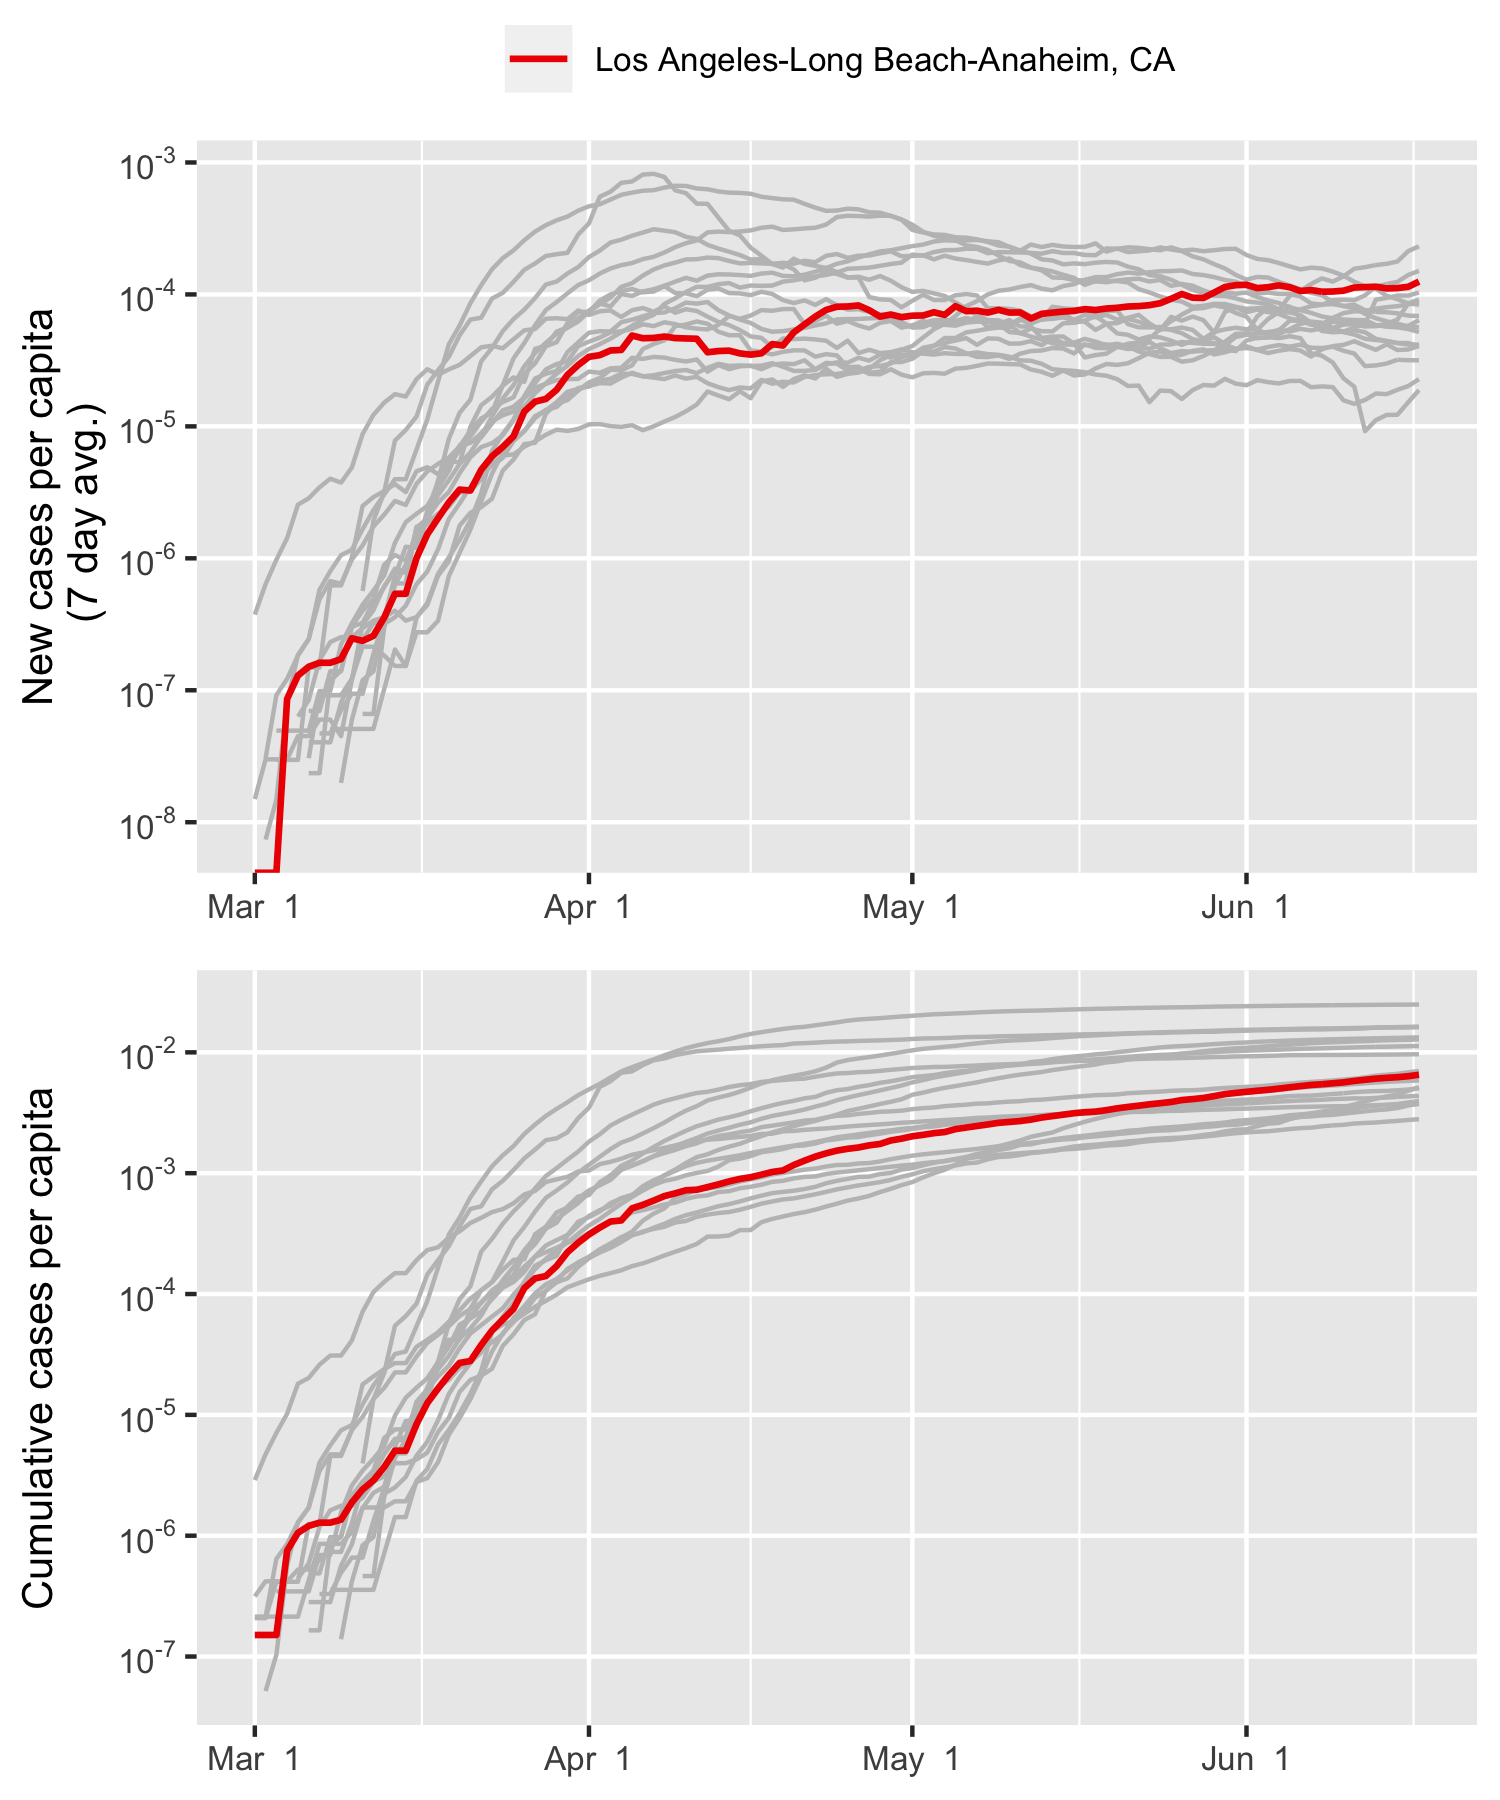 Los Angeles-Long Beach-Anaheim, CA
New cases per capita
(7 day avg.)
10⁻³
10⁻⁴
10⁻⁵
10⁻⁶
10⁻⁷
10⁻⁸
Mar 1 Apr 1 May 1 Jun 1
Cumulative cases per capita
10⁻²
10⁻³
10⁻⁴
10⁻⁵
10⁻⁶
10⁻⁷
Mar 1 Apr 1 May 1 Jun 1